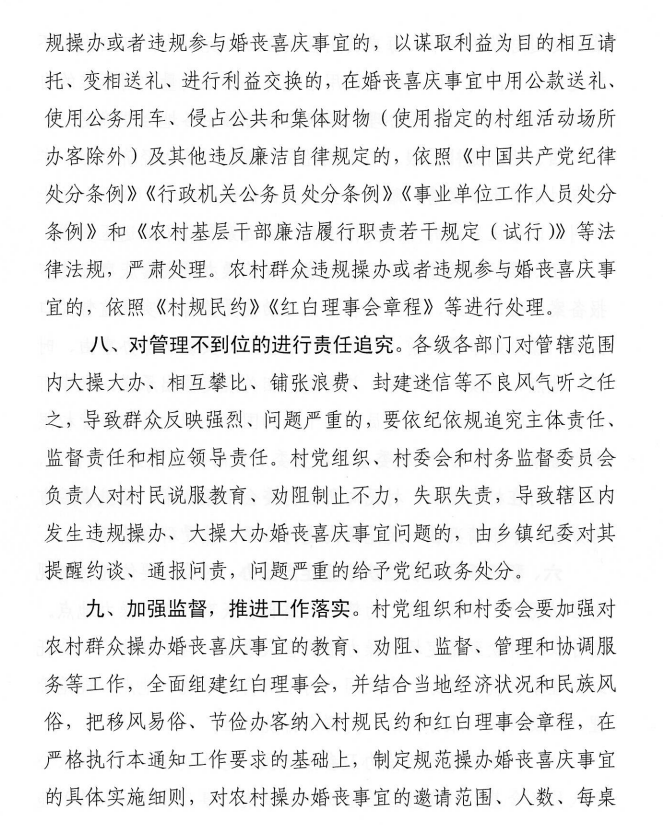 规操办或者违规参与婚丧喜庆事宜的，以谋取利益为目的相互请
托、变相送礼、进行利益交换的，在婚丧喜庆事宜中用公款送礼、
使用公务用车、侵占公共和集体财物（使用指定的村组活动场所
办客除外）及其他违反廉洁自律规定的，依照《中国共产党纪律
处分条例》《行政机关公务员处分条例》《事业单位工作人员处分
条例》和《农村基层干部廉洁履行职责若干规定（试行）》等法
律法规，严肃处理。农村群众违规操办或者违规参与婚丧喜庆事
宜的，依照《村规民约》《红白理事会章程》等进行处理。
八、对管理不到位的进行责任追究。各级各部门对管辖范围
内大操大办、相互攀比、铺张浪费、封建迷信等不良风气听之任
之，导致群众反映强烈、问题严重的，要依纪依规追究主体责任、
监督责任和相应领导责任。村党组织、村委会和村务监督委员会
负责人对村民说服教育、劝阻制止不力，失职失责，导致辖区内
发生违规操办、大操大办婚丧喜庆事宜问题的，由乡镇纪委对其
提醒约谈、通报问责，问题严重的给予党纪政务处分。
九、加强监督，推进工作落实。村党组织和村委会要加强对
农村群众操办婚丧喜庆事宜的教育、劝阻、监督、管理和协调服
务等工作，全面组建红白理事会，并结合当地经济状况和民族风
俗，把移风易俗、节俭办客纳入村规民约和红白理事会章程，在
严格执行本通知工作要求的基础上，制定规范操办婚丧喜庆事宜
的具体实施细则，对农村操办婚丧事宜的邀请范围、人数、每桌